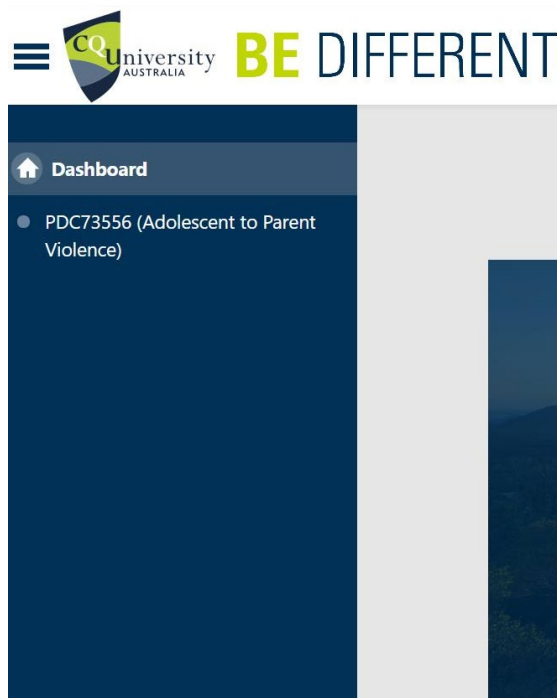 CQUniversity
AUSTRALIA
BE DIFFERENT
Dashboard
PDC73556 (Adolescent to Parent
Violence)